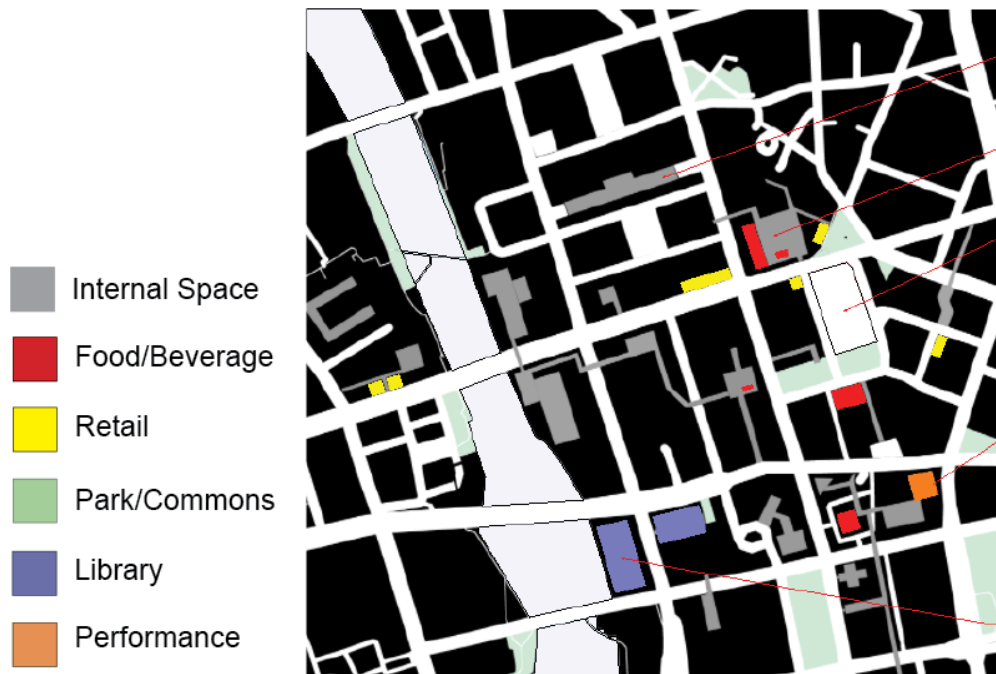 Internal Space
Food/Beverage
Retail
Park/Commons
Library
Performance